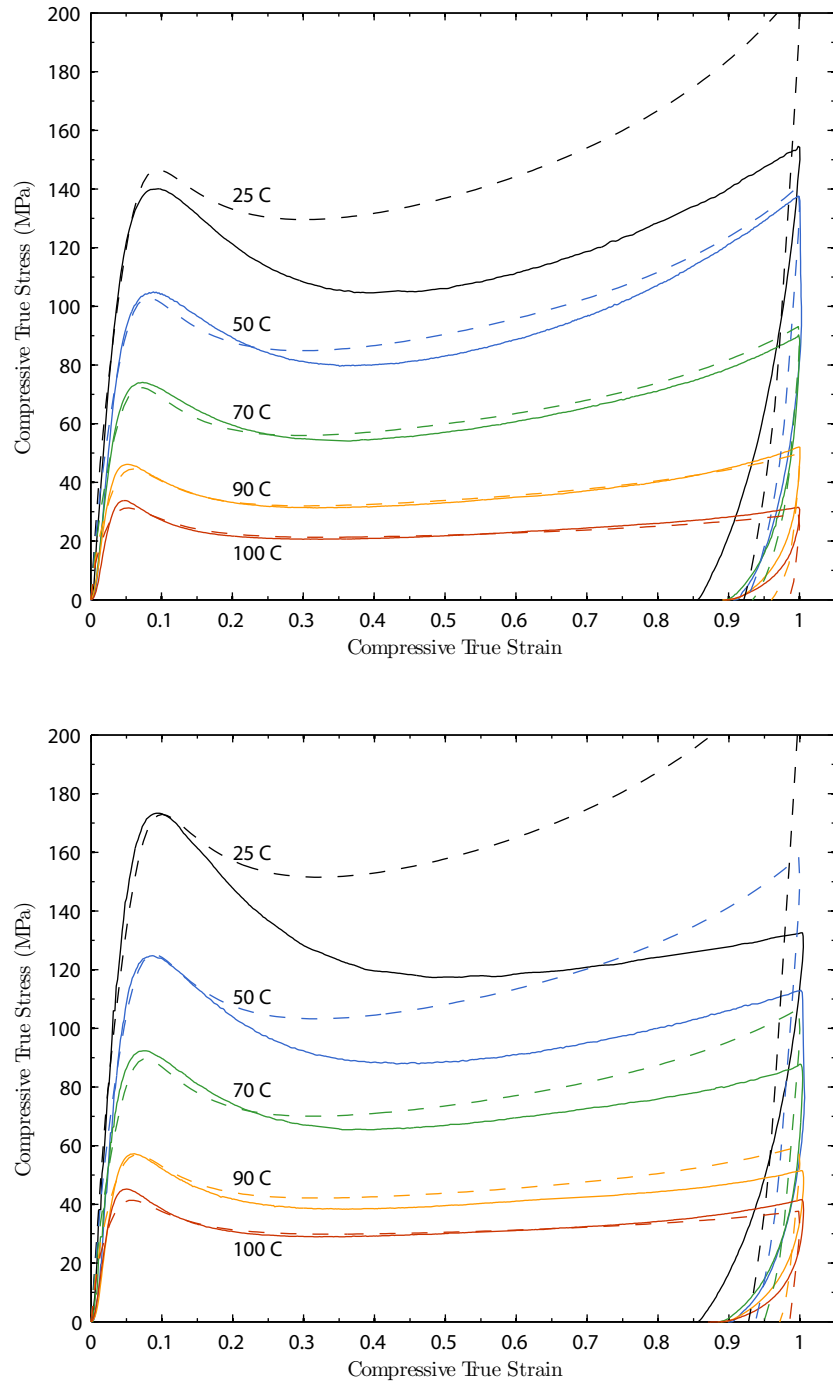 200
180
160
140
120
100
80
60
40
20
0
Compressive True Stress (MPa)
25 C
50 C
70 C
90 C
100 C
0 0.1 0.2 0.3 0.4 0.5 0.6 0.7 0.8 0.9 1
Compressive True Strain
200
180
160
140
120
100
80
60
40
20
0
Compressive True Stress (MPa)
25 C
50 C
70 C
90 C
100 C
0 0.1 0.2 0.3 0.4 0.5 0.6 0.7 0.8 0.9 1
Compressive True Strain